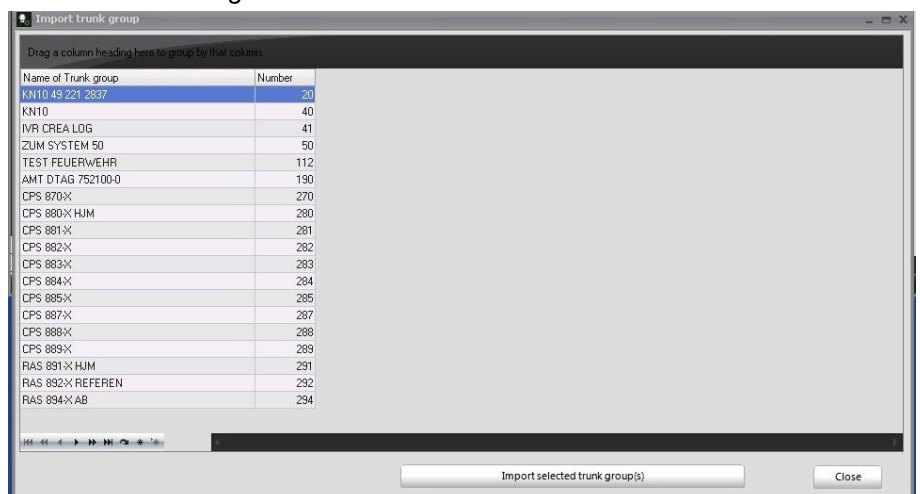 Import trunk group
Drag a column heading here to group by that column.
Name of Trunk group Number
KN10 49 221 2837 20
KN10 40
IVR CREA LOG 41
ZUM SYSTEM 50 50
TEST FEUERWEHR 112
AMT DTAG 752100-0 190
CPS 870-X 270
CPS 880-X HJM 280
CPS 881-X 281
CPS 882-X 282
CPS 883-X 283
CPS 884-X 284
CPS 885-X 285
CPS 887-X 287
CPS 888-X 288
CPS 889-X 289
RAS 891-X HJM 291
RAS 892-X REFEREN 292
RAS 894-X AB 294
Import selected trunk group(s) Close